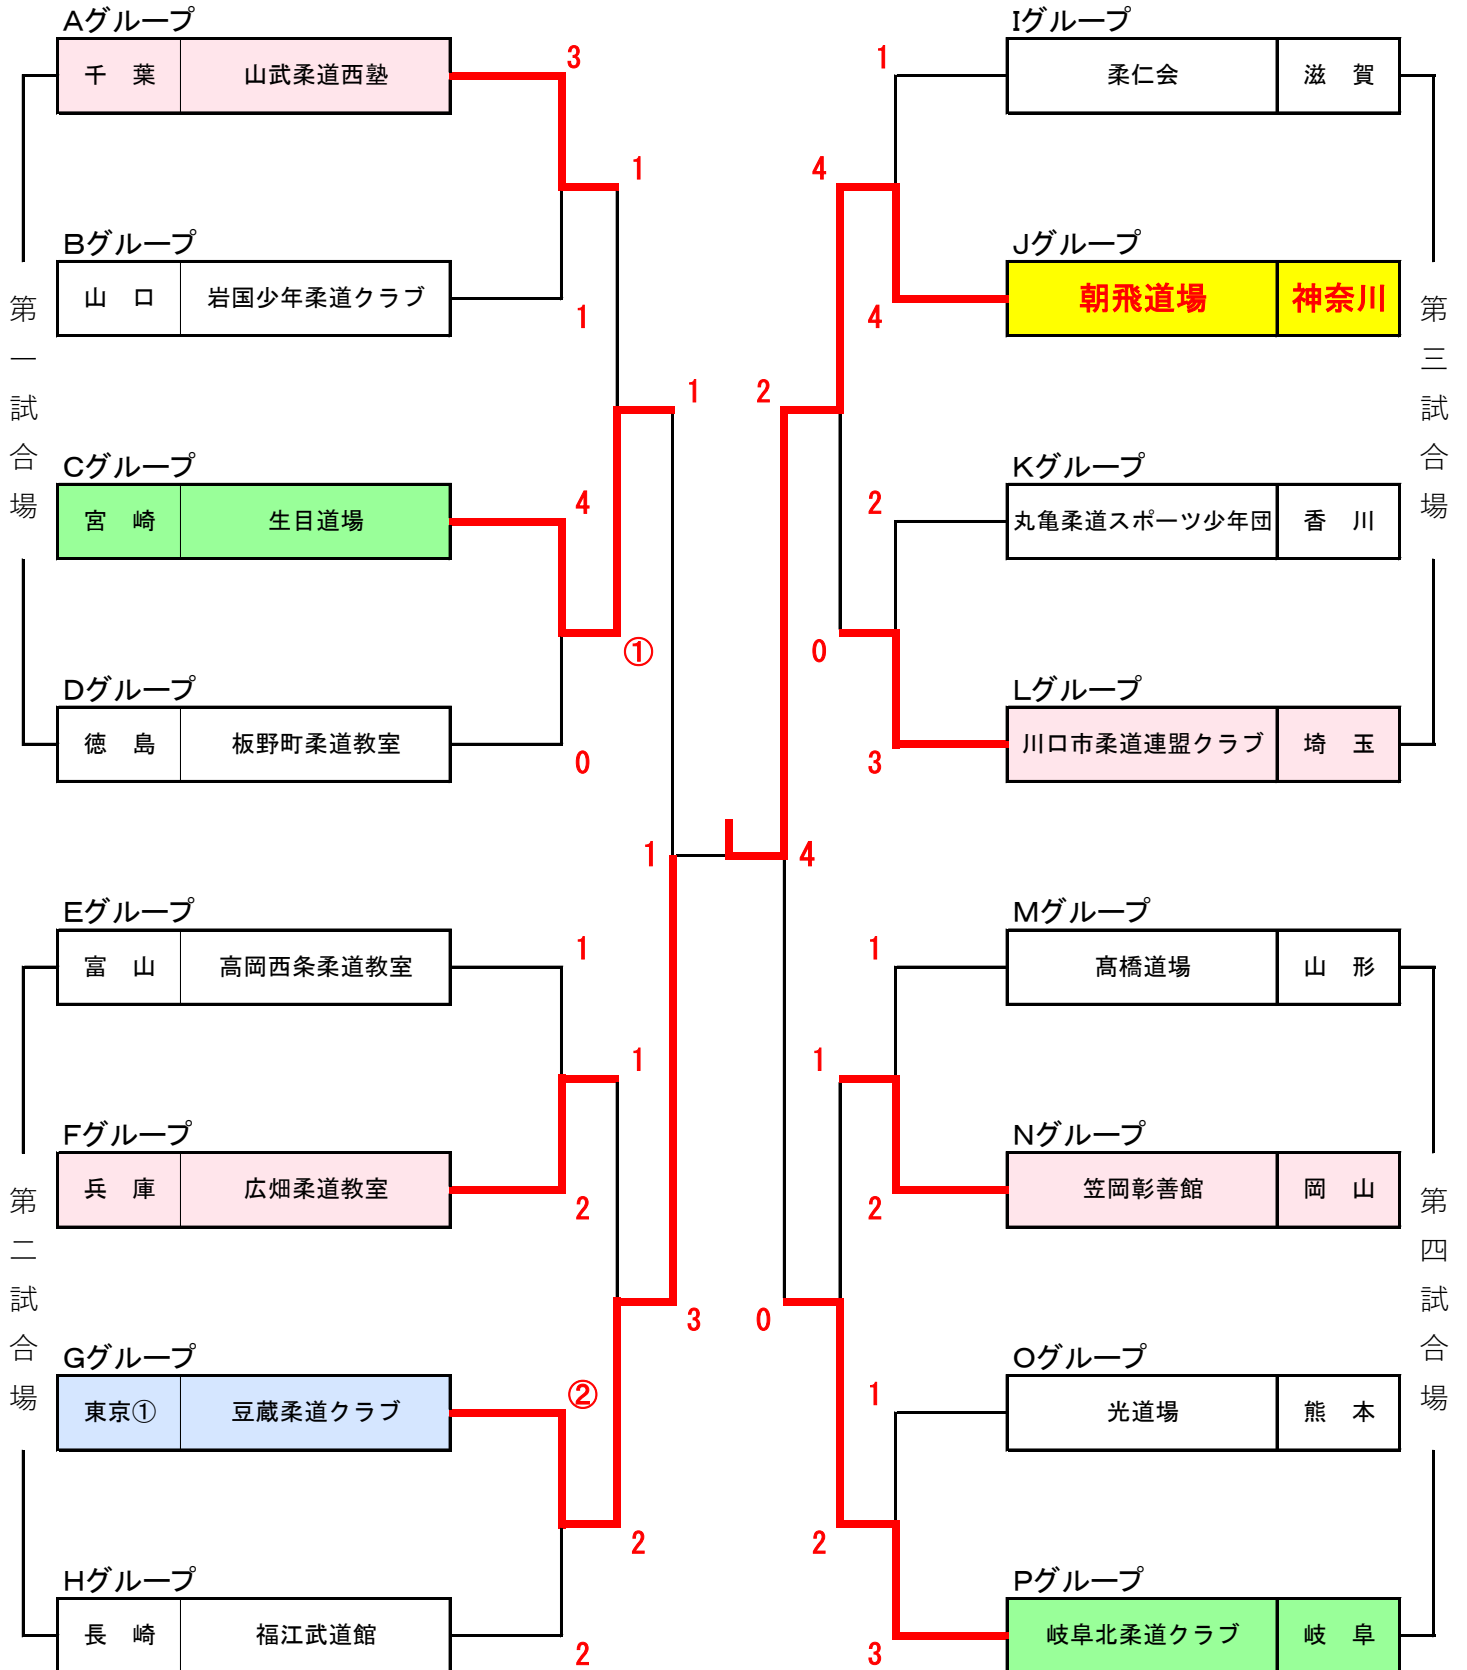 Aグループ
千 葉 山武柔道西塾
3
1
Bグループ
山 口 岩国少年柔道クラブ
1
第一試合場
1
Cグループ
宮 崎 生目道場
4
①
Dグループ
徳 島 板野町柔道教室
0
1
Eグループ
富 山 高岡西条柔道教室
1
1
Fグループ
兵 庫 広畑柔道教室
2
第二試合場
3
Gグループ
東京① 豆蔵柔道クラブ
②
2
Hグループ
長 崎 福江武道館
2
Iグループ
1
柔仁会 滋 賀
4
Jグループ
朝飛道場 神奈川
4
第三試合場
2
Kグループ
2
丸亀柔道スポーツ少年団 香 川
0
Lグループ
川口市柔道連盟クラブ 埼 玉
3
4
Mグループ
1
髙橋道場 山 形
1
Nグループ
笠岡彰善館 岡 山
2
第四試合場
0
Oグループ
1
光道場 熊 本
2
Pグループ
岐阜北柔道クラブ 岐 阜
3